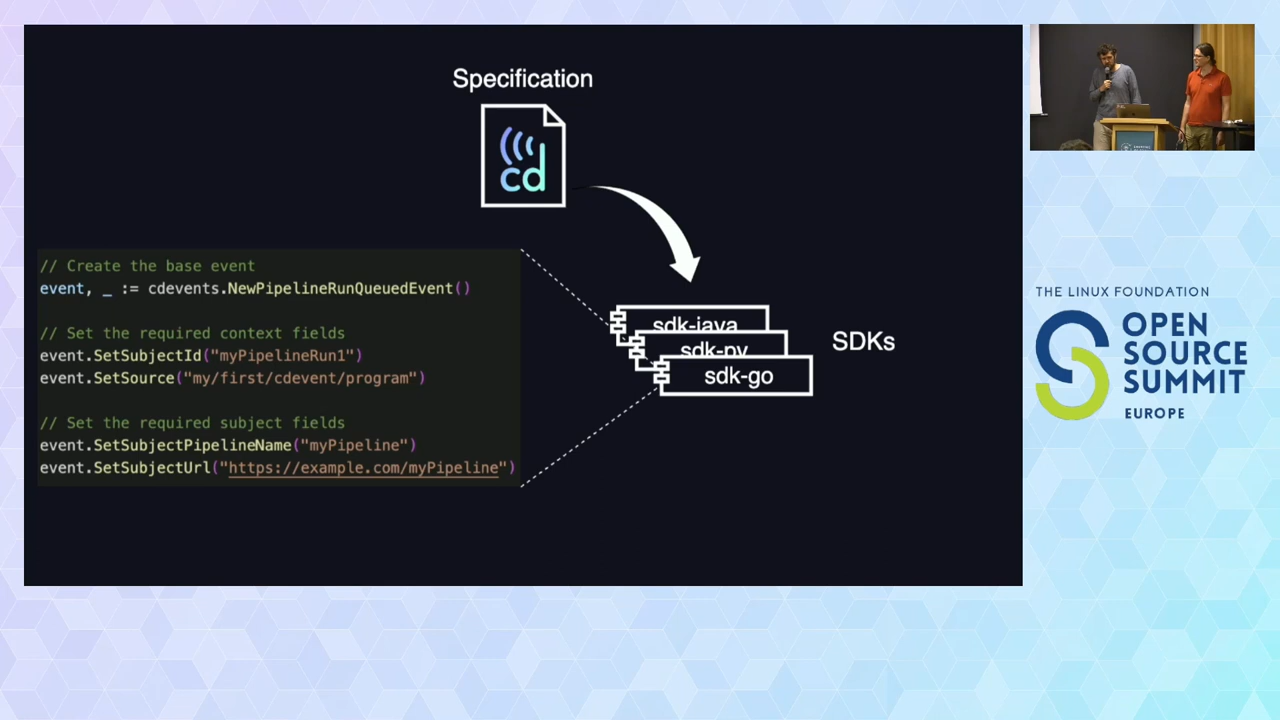 Specification
cd
// Create the base event
event, _ := cdevents.NewPipelineRunQueuedEvent()
// Set the required context fields
event.SetSubjectId("myPipelineRun1")
event.SetSource("my/first/cdevent/program")
// Set the required subject fields
event.SetSubjectPipelineName("myPipeline")
event.SetSubjectUrl("https://example.com/myPipeline")
sdk-java
sdk-py
sdk-go
SDKs
THE LINUX FOUNDATION
OPEN
SOURCE
SUMMIT
EUROPE